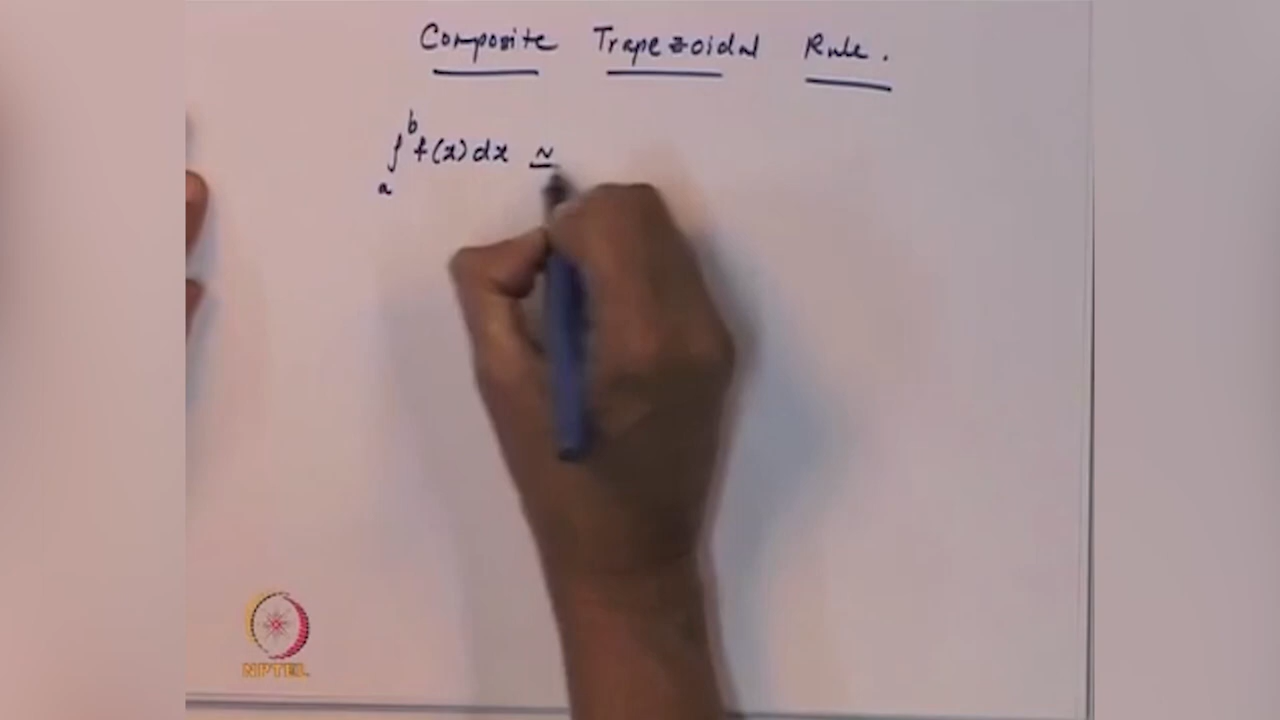 Composite Trapezoidal Rule.
∫_a^b f(x) dx ≃
NPTEL